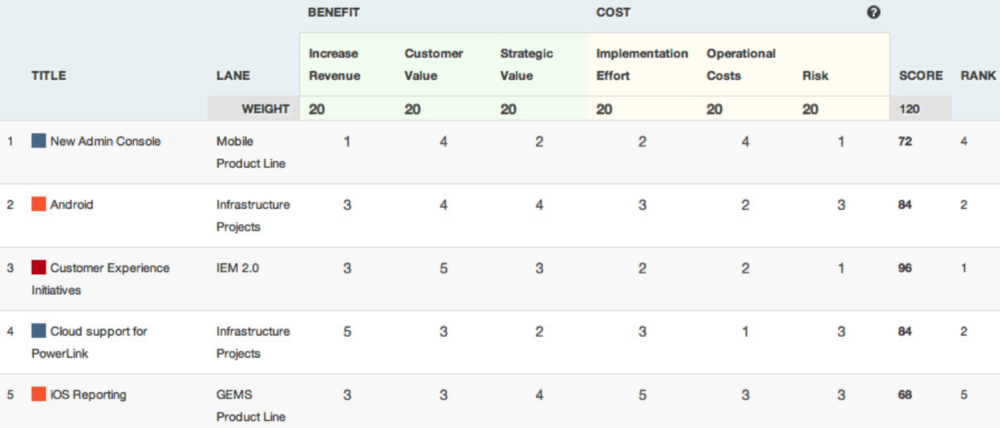 BENEFIT COST ?
Increase Customer Strategic Implementation Operational
TITLE LANE Revenue Value Value Effort Costs Risk SCORE RANK
WEIGHT 20 20 20 20 20 20 120
1 New Admin Console Mobile 1 4 2 2 4 1 72 4
Product Line
2 Android Infrastructure 3 4 4 3 2 3 84 2
Projects
3 Customer Experience IEM 2.0 3 5 3 2 2 1 96 1
Initiatives
4 Cloud support for Infrastructure 5 3 2 3 1 3 84 2
PowerLink Projects
5 iOS Reporting GEMS 3 3 4 5 3 3 68 5
Product Line